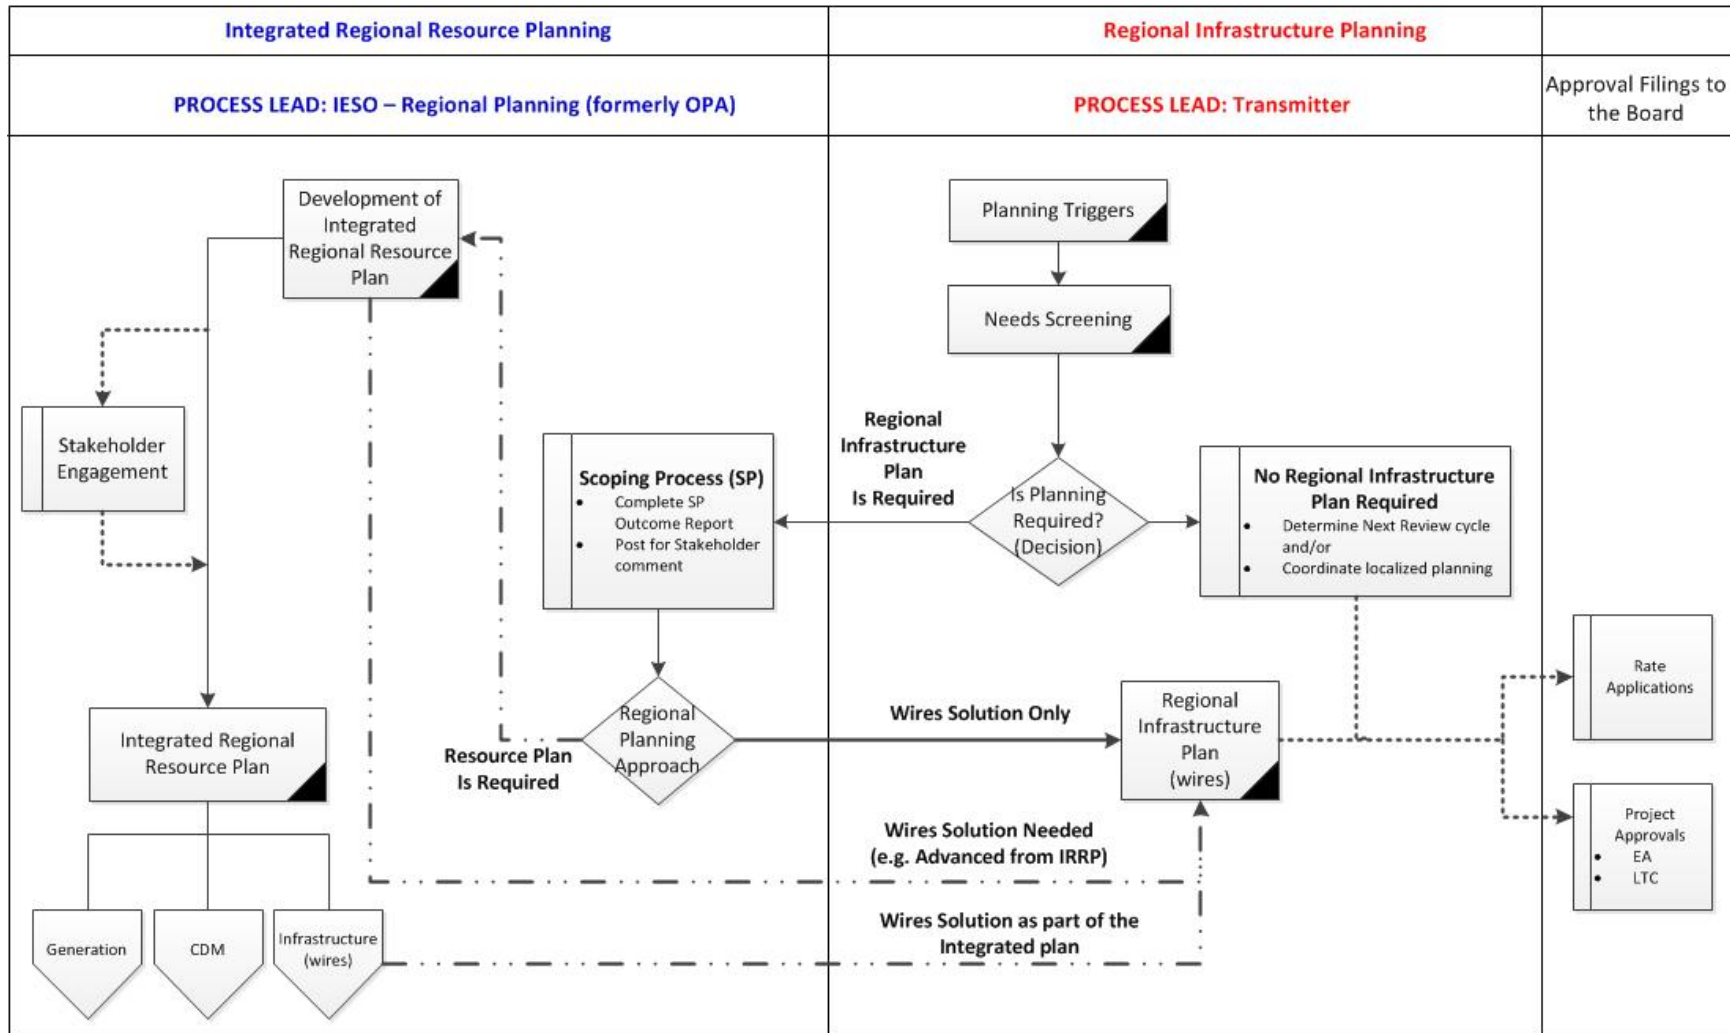 Integrated Regional Resource Planning
Regional Infrastructure Planning
PROCESS LEAD: IESO – Regional Planning (formerly OPA)
PROCESS LEAD: Transmitter
Approval Filings to
the Board
Development of
Integrated
Regional Resource
Plan
Planning Triggers
Needs Screening
Stakeholder
Engagement
Scoping Process (SP)
• Complete SP
Outcome Report
• Post for Stakeholder
comment
Regional
Infrastructure
Plan
Is Required
Is Planning
Required?
(Decision)
No Regional Infrastructure
Plan Required
• Determine Next Review cycle
and/or
• Coordinate localized planning
Integrated Regional
Resource Plan
Resource Plan
Is Required
Regional
Planning
Approach
Wires Solution Only
Regional
Infrastructure
Plan
(wires)
Rate
Applications
Wires Solution Needed
(e.g. Advanced from IRRP)
Project
Approvals
• EA
• LTC
Generation
CDM
Infrastructure
(wires)
Wires Solution as part of the
Integrated plan